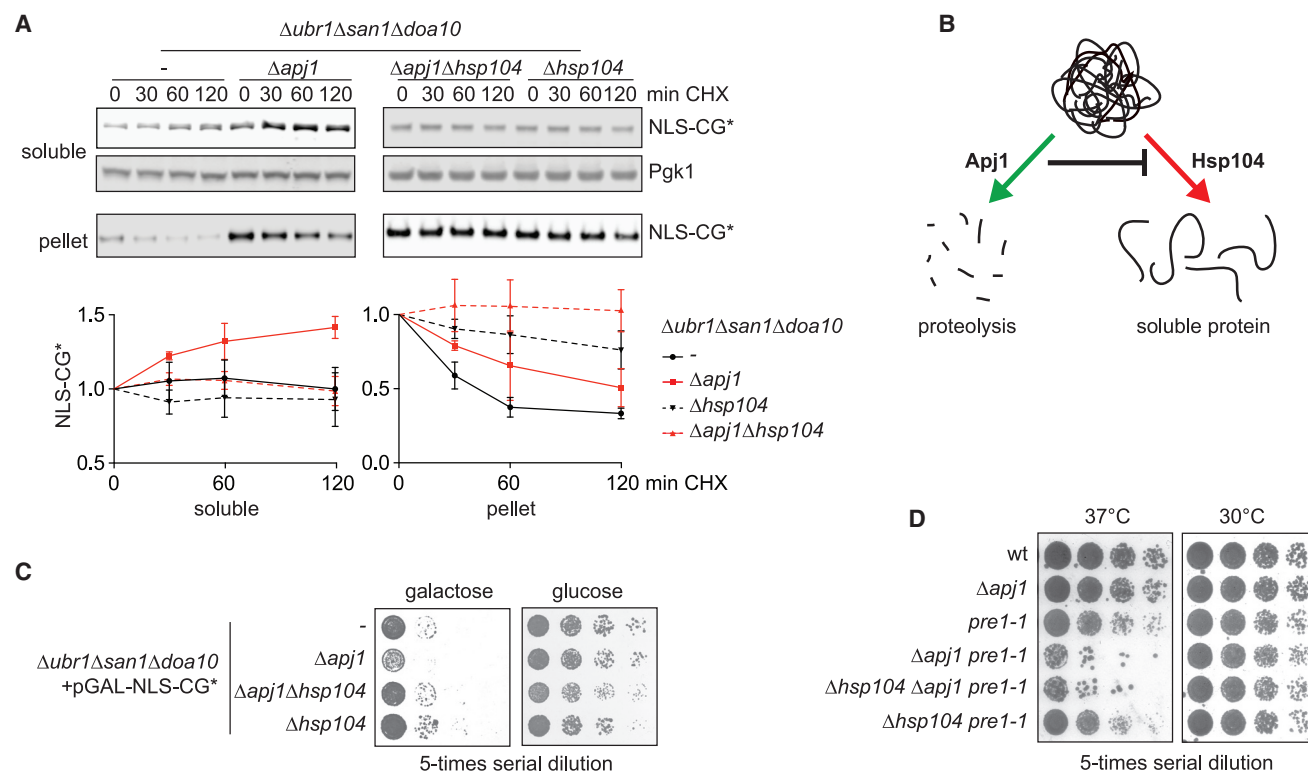 A
Δubr1Δsan1Δdoa10
- Δapj1 Δapj1Δhsp104 Δhsp104
0 30 60 120 0 30 60 120 0 30 60 120 0 30 60 120 min CHX
soluble
NLS-CG*
Pgk1
pellet
NLS-CG*
NLS-CG*
1.5
1.0
0.5
0 60 120
soluble
1.0
0.5
0.0
0 60 120 min CHX
pellet
Δubr1Δsan1Δdoa10
-
Δapj1
Δhsp104
Δapj1Δhsp104
B
Apj1 Hsp104
proteolysis soluble protein
C
galactose glucose
Δubr1Δsan1Δdoa10
+pGAL-NLS-CG*
-
Δapj1
Δapj1Δhsp104
Δhsp104
5-times serial dilution
D
37°C 30°C
wt
Δapj1
pre1-1
Δapj1 pre1-1
Δhsp104 Δapj1 pre1-1
Δhsp104 pre1-1
5-times serial dilution